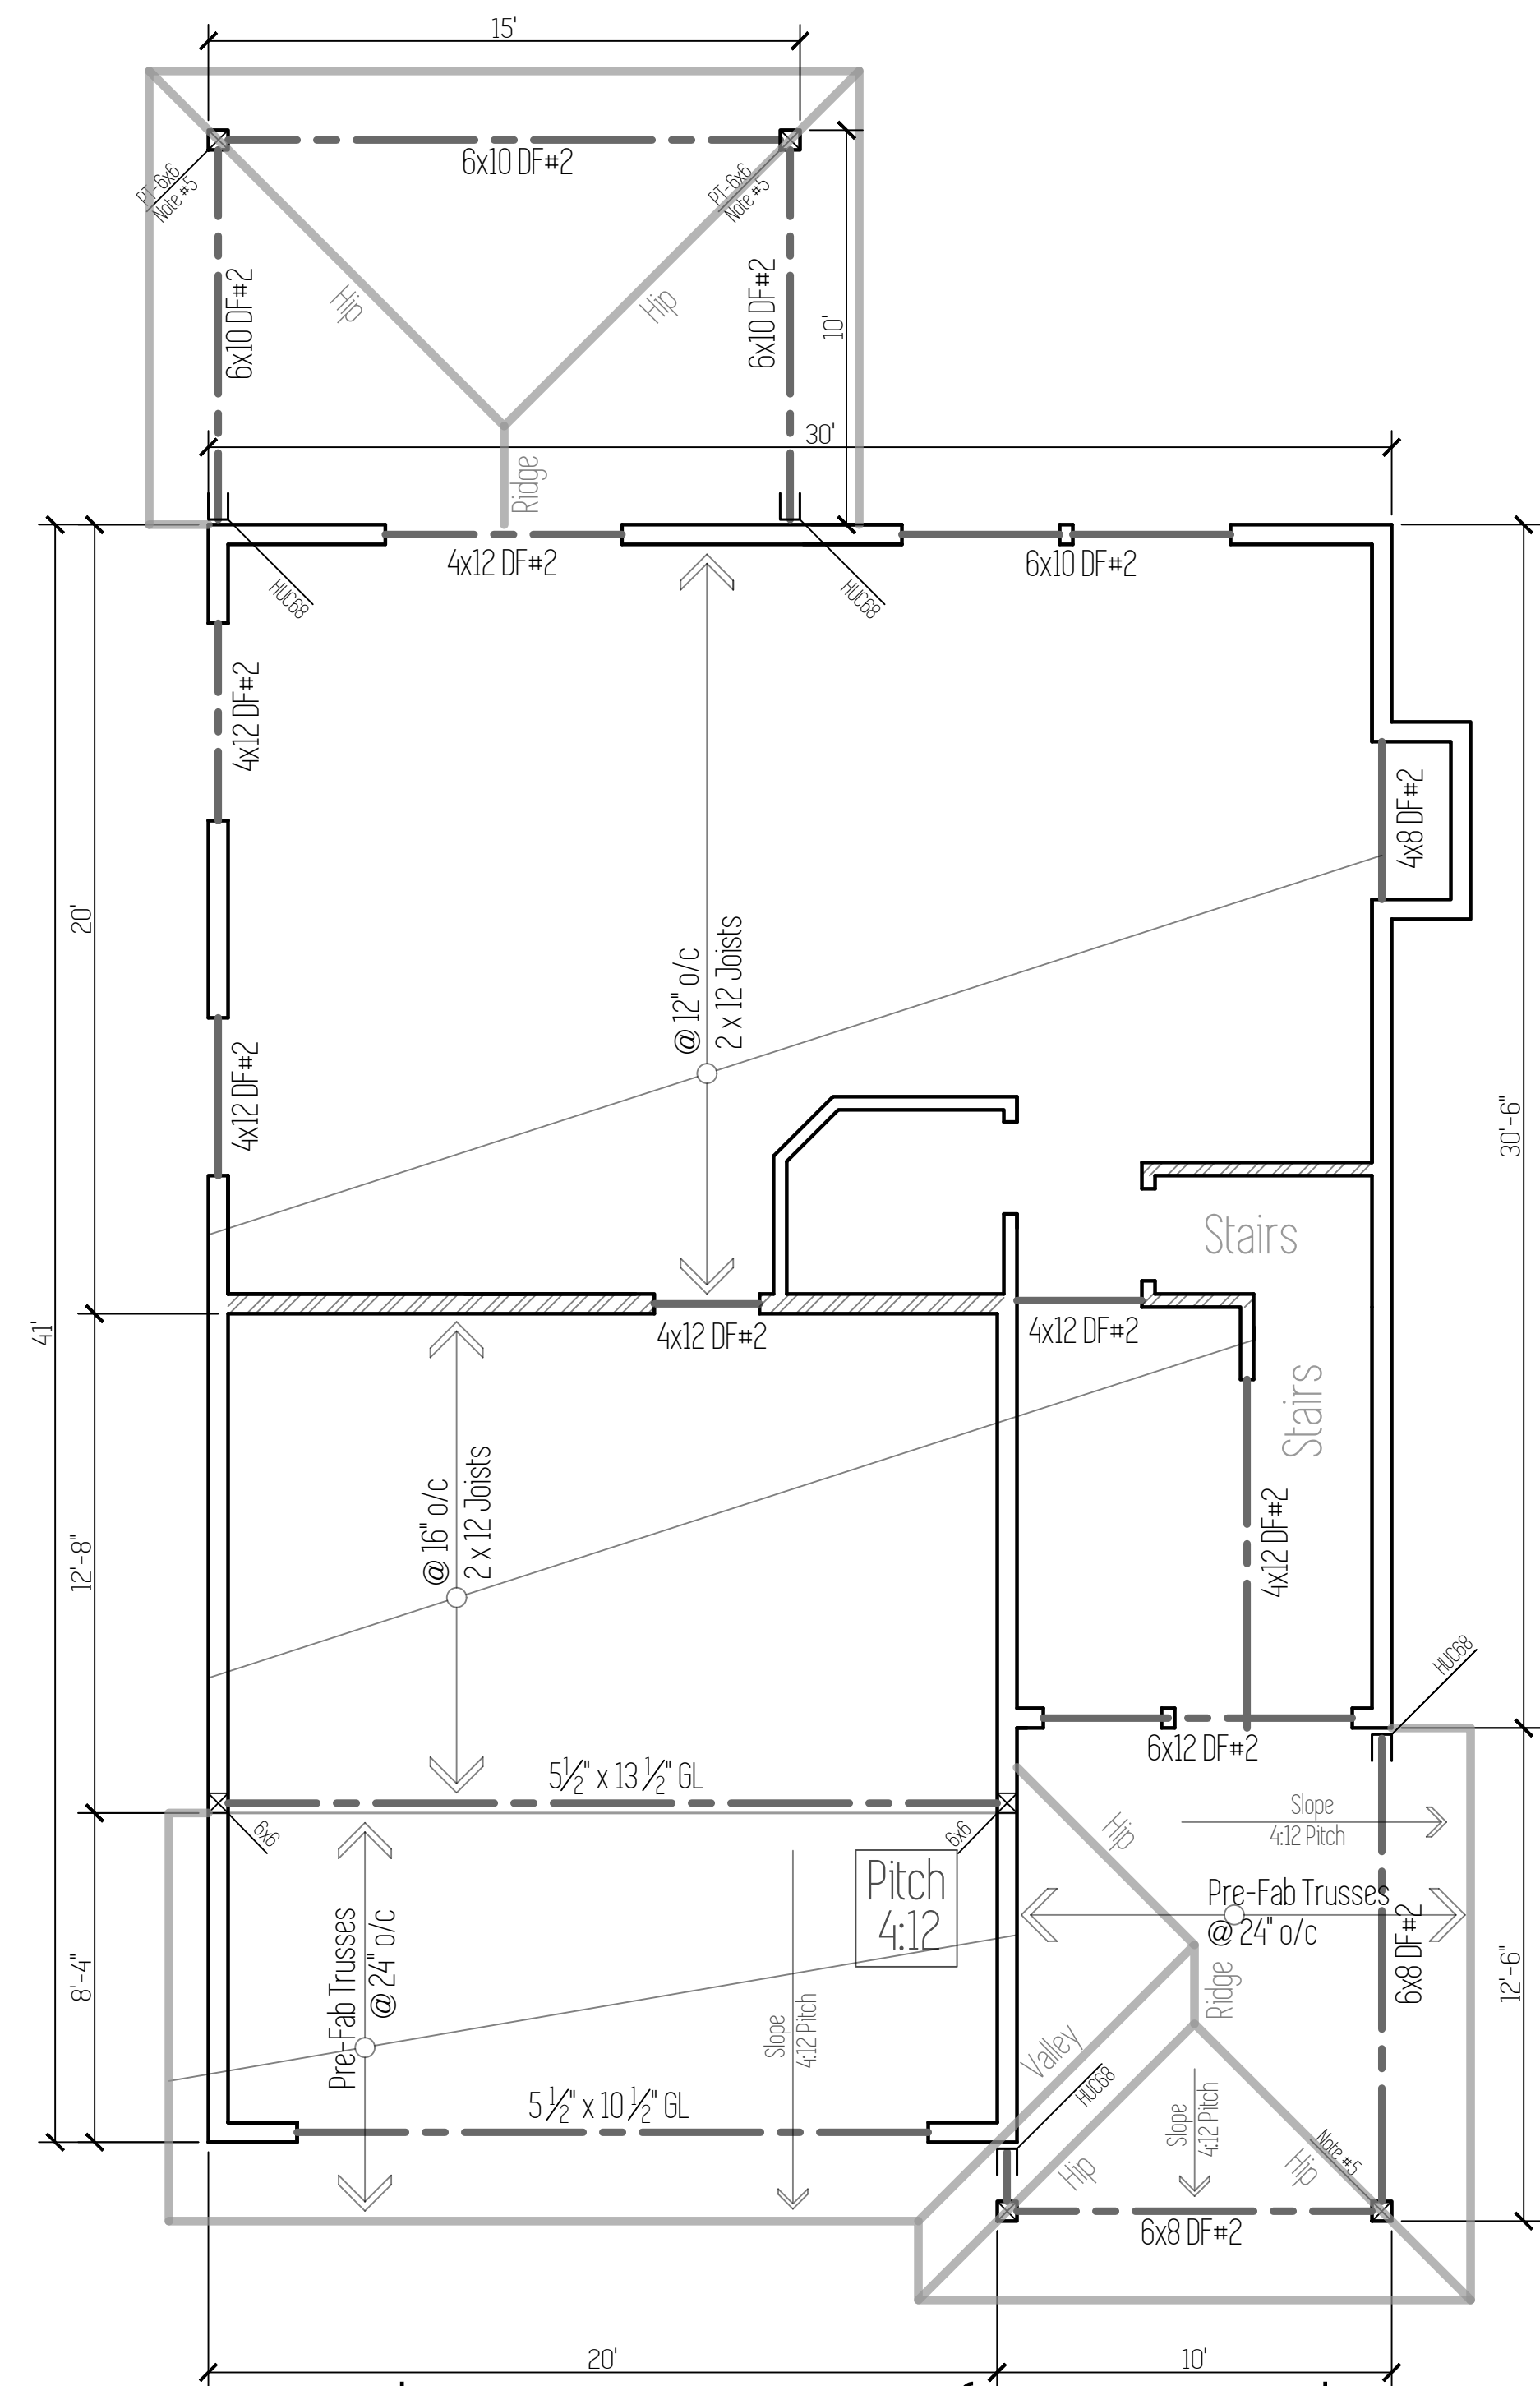 15'
6x10 DF#2
PT-6x6
Note #5
PT-6x6
Note #5
6x10 DF#2
Hip
Hip
6x10 DF#2
10'
30'
Ridge
4x12 DF#2
6x10 DF#2
HUC68
HUC68
4x12 DF#2
4x8 DF#2
20'
@ 12" o/c
2 x 12 Joists
4x12 DF#2
30'-6"
41'
Stairs
4x12 DF#2
4x12 DF#2
Stairs
@ 16" o/c
2 x 12 Joists
4x12 DF#2
12'-8"
HUC68
6x12 DF#2
5 1/2" x 13 1/2" GL
6x6
6x6
Hip
Slope
4:12 Pitch
Pitch
4:12
Pre-Fab Trusses
@ 24" o/c
Pre-Fab Trusses
@ 24" o/c
6x8 DF#2
8'-4"
12'-6"
Ridge
Slope
4:12 Pitch
Valley
HUC68
5 1/2" x 10 1/2" GL
Slope
4:12 Pitch
Hip
Hip
Note #5
6x8 DF#2
20'
10'